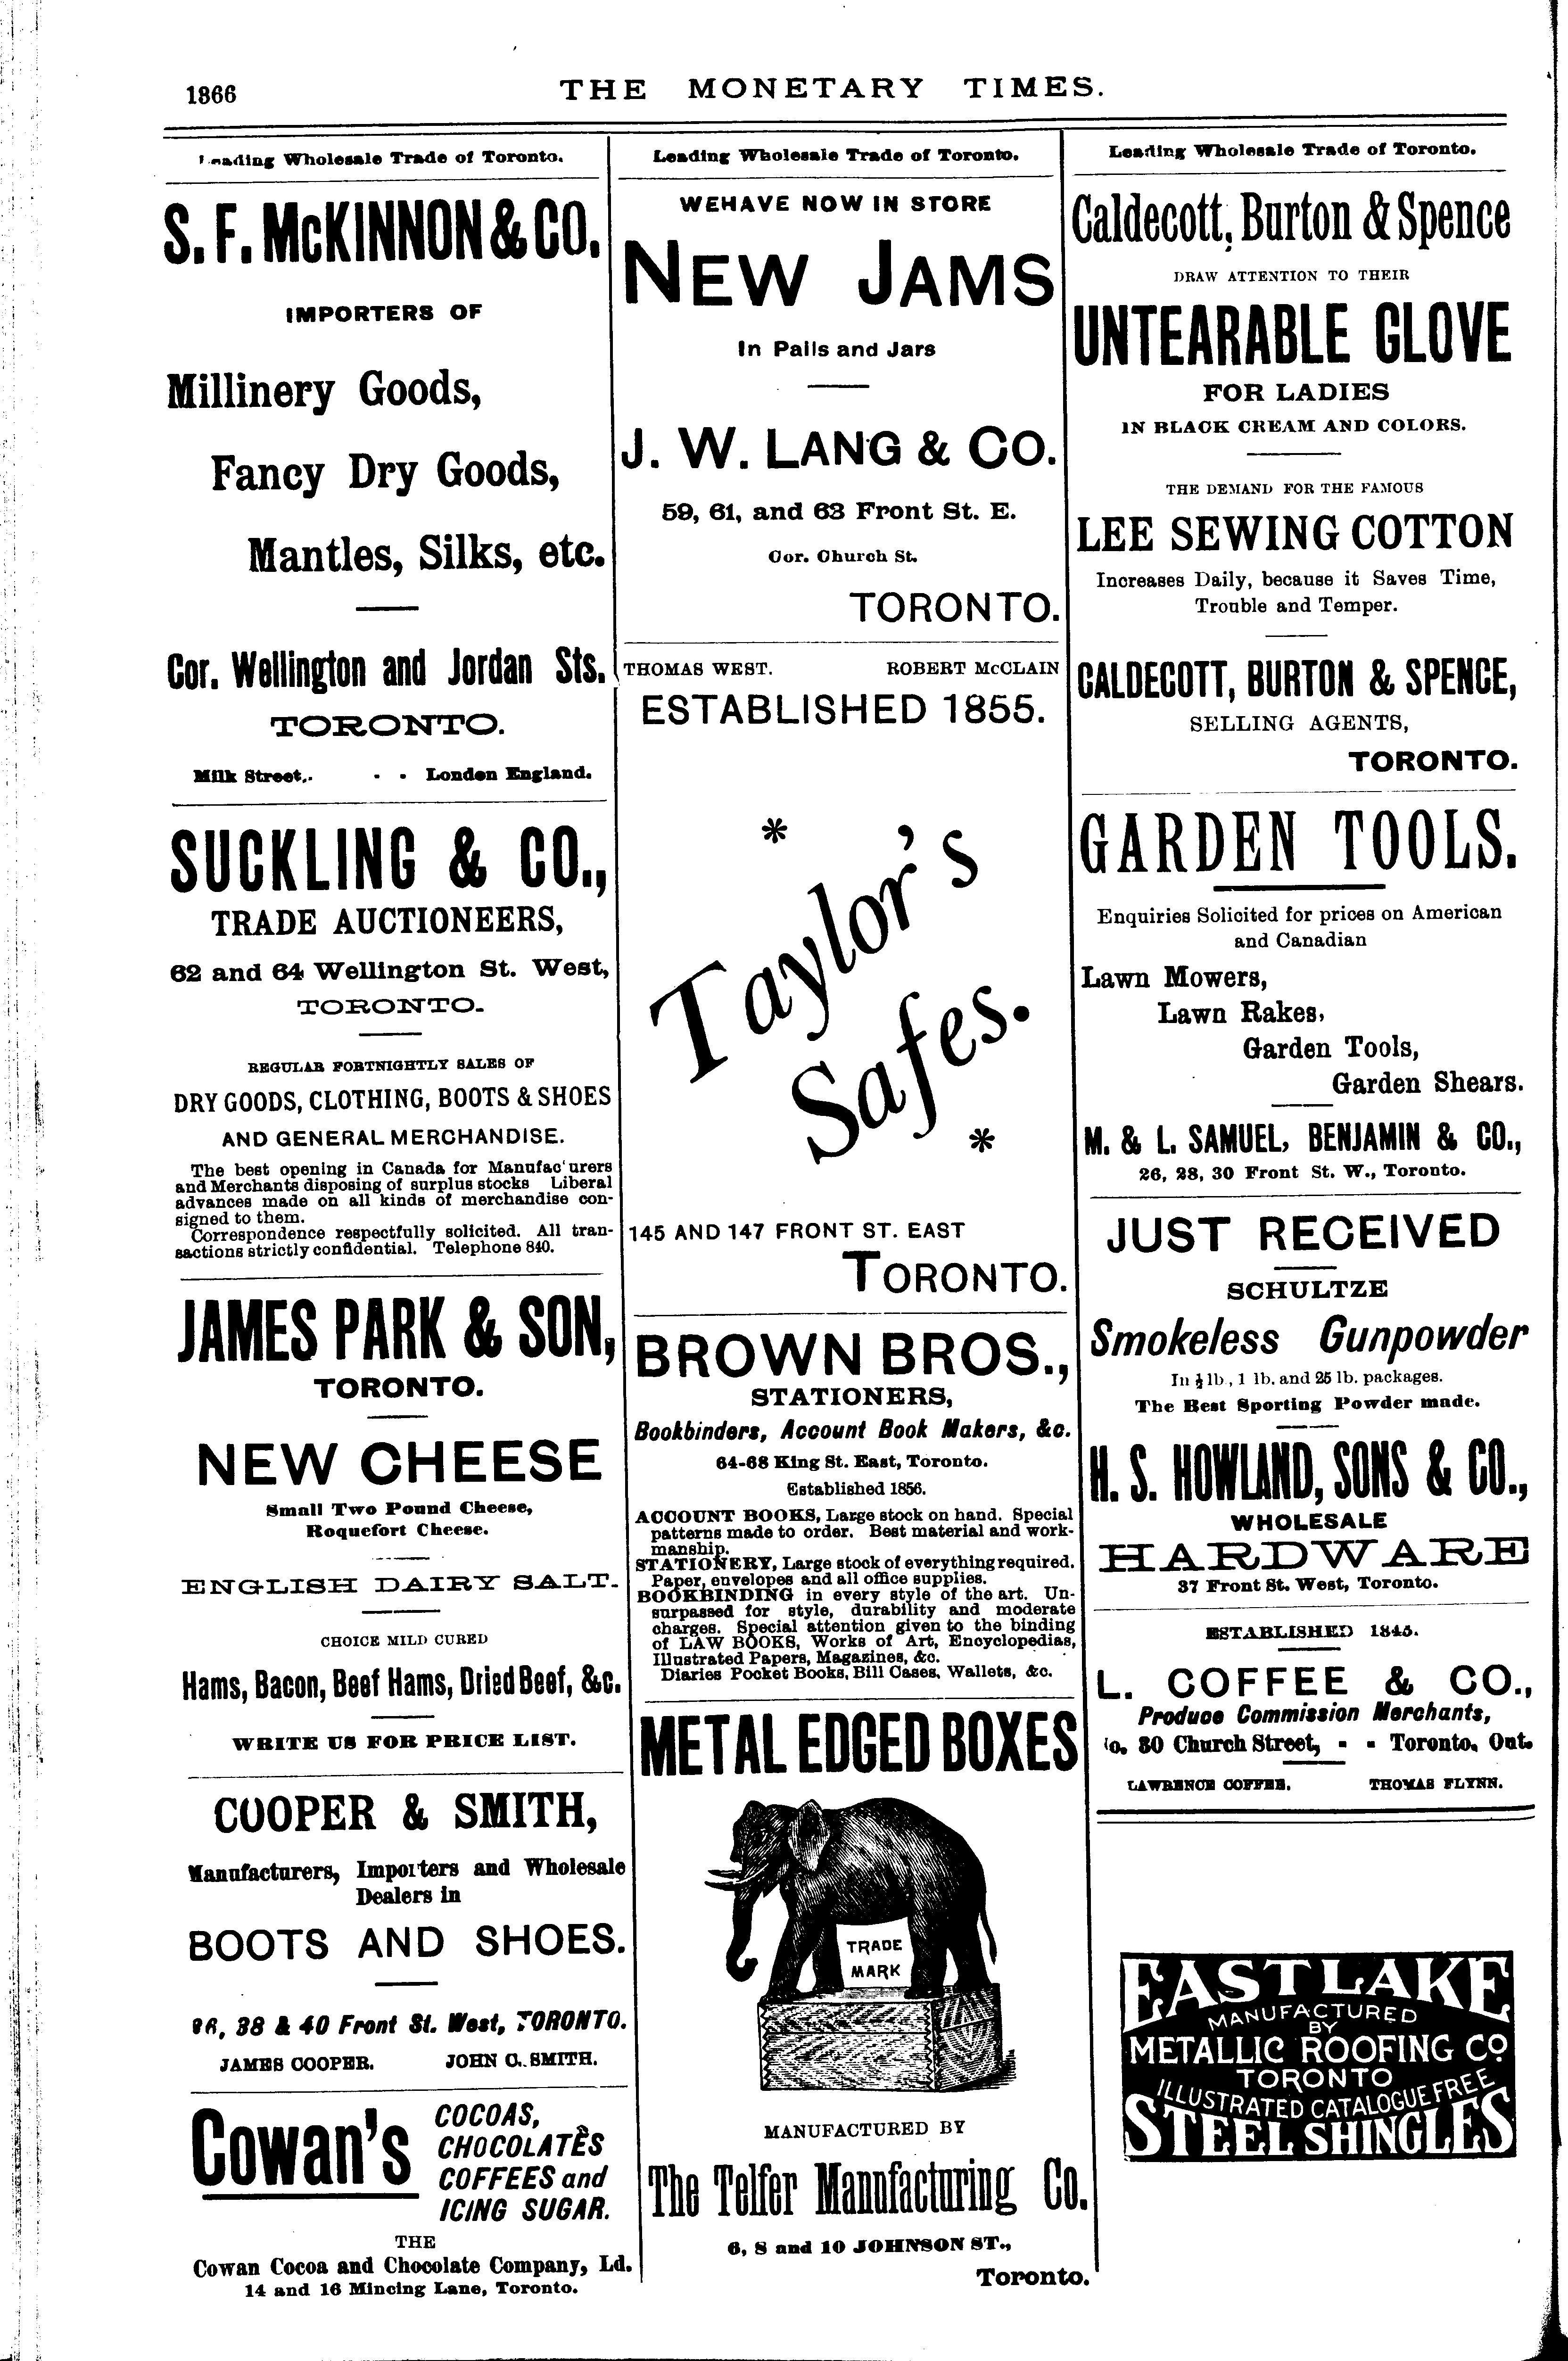 1866
THE MONETARY TIMES.
Leading Wholesale Trade of Toronto.
S. F. McKINNON & CO.
IMPORTERS OF
Millinery Goods,
Fancy Dry Goods,
Mantles, Silks, etc.
Cor. Wellington and Jordan Sts.
TORONTO.
Milk Street,. - - London England.
SUCKLING & CO.,
TRADE AUCTIONEERS,
62 and 64 Wellington St. West,
TORONTO.
REGULAR FORTNIGHTLY SALES OF
DRY GOODS, CLOTHING, BOOTS & SHOES
AND GENERAL MERCHANDISE.
The best opening in Canada for Manufac'urers
and Merchants disposing of surplus stocks Liberal
advances made on all kinds of merchandise con-
signed to them.
Correspondence respectfully solicited. All tran-
sactions strictly confidential. Telephone 840.
JAMES PARK & SON,
TORONTO.
NEW CHEESE
Small Two Pound Cheese,
Roquefort Cheese.
ENGLISH DAIRY SALT.
CHOICE MILD CURED
Hams, Bacon, Beef Hams, Dried Beef, &c.
WRITE US FOR PRICE LIST.
COOPER & SMITH,
Manufacturers, Importers and Wholesale
Dealers in
BOOTS AND SHOES.
36, 38 & 40 Front St. West, TORONTO.
JAMES COOPER. JOHN C. SMITH.
Cowan's
COCOAS,
CHOCOLATES
COFFEES and
ICING SUGAR.
THE
Cowan Cocoa and Chocolate Company, Ld.
14 and 16 Mincing Lane, Toronto.
Leading Wholesale Trade of Toronto.
WEHAVE NOW IN STORE
NEW JAMS
In Pails and Jars
J. W. LANG & CO.
59, 61, and 63 Front St. E.
Cor. Church St.
TORONTO.
THOMAS WEST. ROBERT McCLAIN
ESTABLISHED 1855.
*
Taylor's
Safes.
*
145 AND 147 FRONT ST. EAST
TORONTO.
BROWN BROS.,
STATIONERS,
Bookbinders, Account Book Makers, &c.
64-68 King St. East, Toronto.
Established 1856.
ACCOUNT BOOKS, Large stock on hand. Special
patterns made to order. Best material and work-
manship.
STATIONERY, Large stock of everything required.
Paper, envelopes and all office supplies.
BOOKBINDING in every style of the art. Un-
surpassed for style, durability and moderate
charges. Special attention given to the binding
of LAW BOOKS, Works of Art, Encyclopedias,
Illustrated Papers, Magazines, &c.
Diaries Pocket Books, Bill Cases, Wallets, &c.
METAL EDGED BOXES
TRADE
MARK
MANUFACTURED BY
The Telfer Manufacturing Co.
6, 8 and 10 JOHNSON ST.,
Toronto.
Leading Wholesale Trade of Toronto.
Caldecott, Burton & Spence
DRAW ATTENTION TO THEIR
UNTEARABLE GLOVE
FOR LADIES
IN BLACK CREAM AND COLORS.
THE DEMAND FOR THE FAMOUS
LEE SEWING COTTON
Increases Daily, because it Saves Time,
Trouble and Temper.
CALDECOTT, BURTON & SPENCE,
SELLING AGENTS,
TORONTO.
GARDEN TOOLS.
Enquiries Solicited for prices on American
and Canadian
Lawn Mowers,
Lawn Rakes,
Garden Tools,
Garden Shears.
M. & L. SAMUEL, BENJAMIN & CO.,
26, 28, 30 Front St. W., Toronto.
JUST RECEIVED
SCHULTZE
Smokeless Gunpowder
In ½ lb, 1 lb. and 25 lb. packages.
The Best Sporting Powder made.
H. S. HOWLAND, SONS & CO.,
WHOLESALE
HARDWARE
37 Front St. West, Toronto.
ESTABLISHED 1845.
L. COFFEE & CO.,
Produce Commission Merchants,
o. 30 Church Street, - - Toronto, Ont.
LAWRENCE COFFEE. THOMAS FLYNN.
EASTLAKE
MANUFACTURED
BY
METALLIC ROOFING Co
TORONTO
ILLUSTRATED CATALOGUE FREE
STEEL SHINGLES